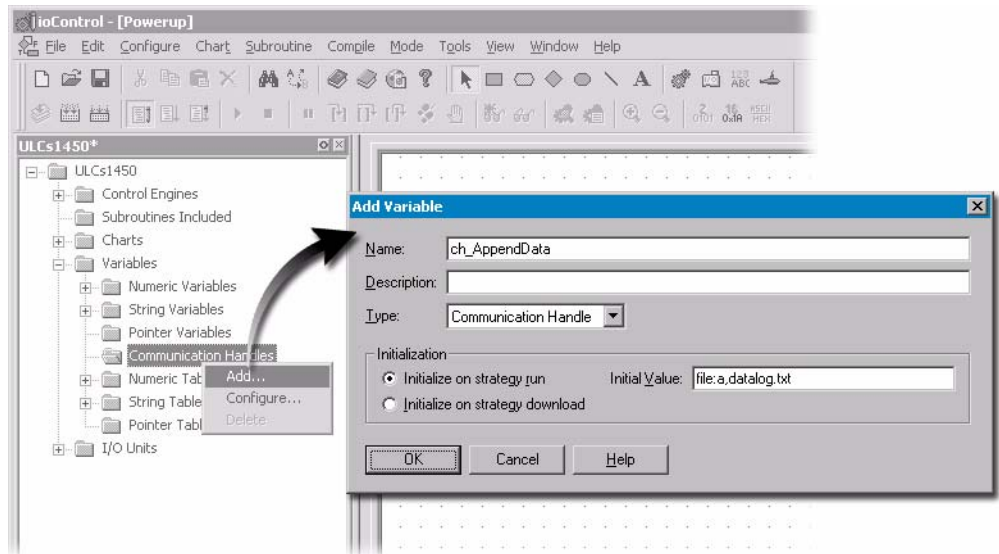 ioControl - [Powerup]
File Edit Configure Chart Subroutine Compile Mode Tools View Window Help
ULCs1450*
ULCs1450
Control Engines
Subroutines Included
Charts
Variables
Numeric Variables
String Variables
Pointer Variables
Communication Handles
Numeric Tab
String Table
Pointer Tabl
I/O Units
Add...
Configure...
Delete
Add Variable
Name: ch_AppendData
Description:
Type: Communication Handle
Initialization
Initialize on strategy run Initial Value: file:a,datalog.txt
Initialize on strategy download
OK Cancel Help